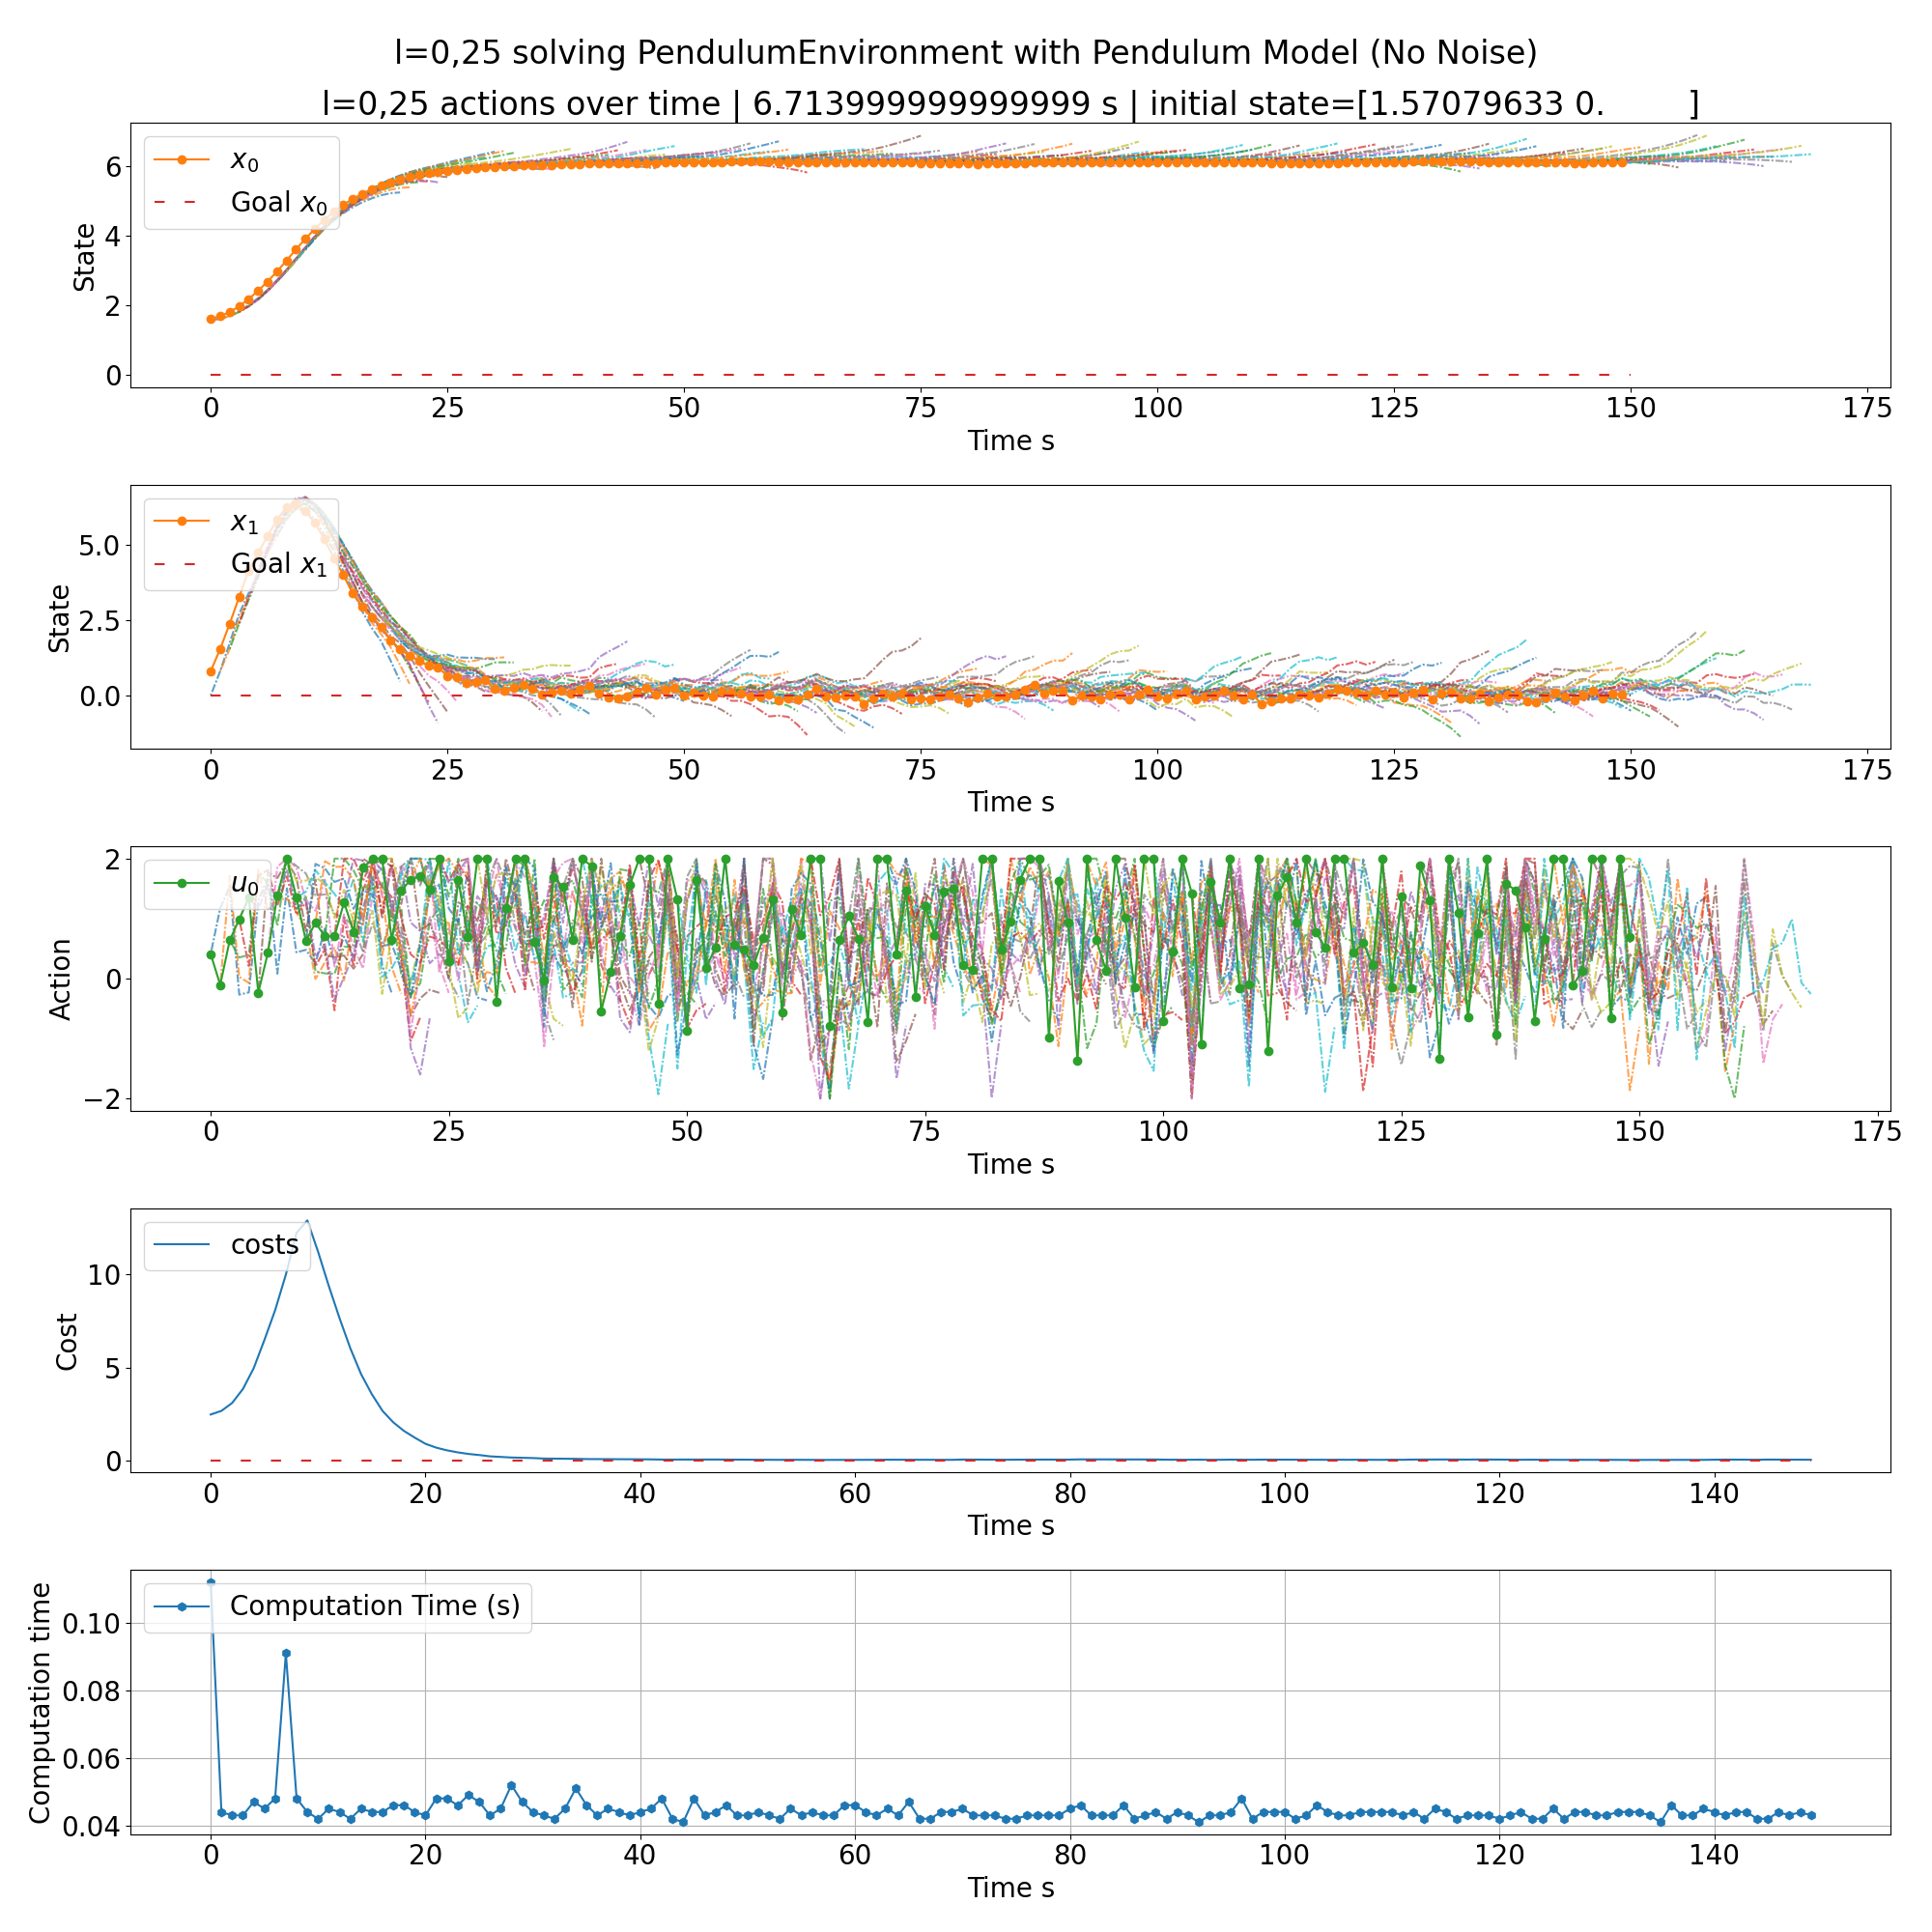 l=0,25 solving PendulumEnvironment with Pendulum Model (No Noise)
l=0,25 actions over time | 6.713999999999999 s | initial state=[1.57079633 0. ]
x0
Goal x0
State
6
4
2
0
0 25 50 75 100 125 150 175
Time s
x1
Goal x1
State
5.0
2.5
0.0
0 25 50 75 100 125 150 175
Time s
u0
Action
2
0
−2
0 25 50 75 100 125 150 175
Time s
costs
Cost
10
5
0
0 20 40 60 80 100 120 140
Time s
Computation Time (s)
Computation time
0.10
0.08
0.06
0.04
0 20 40 60 80 100 120 140
Time s